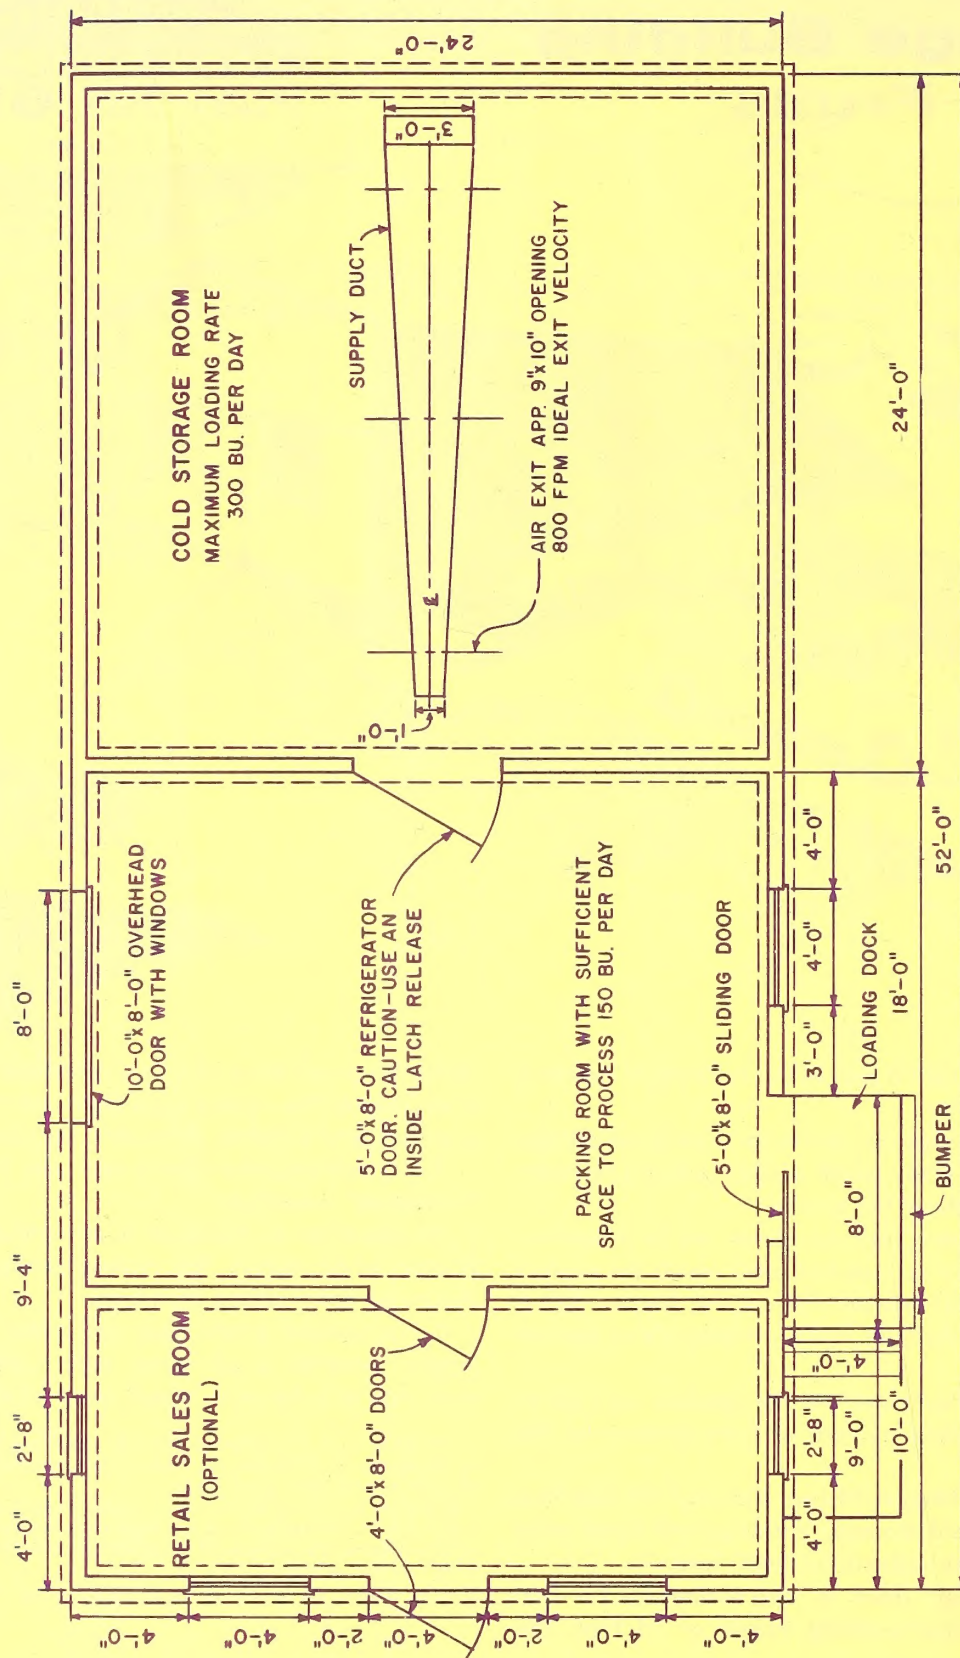 24'-0"
COLD STORAGE ROOM
MAXIMUM LOADING RATE
300 BU. PER DAY
SUPPLY DUCT
3'-0"
AIR EXIT APP. 9"x10" OPENING
800 FPM IDEAL EXIT VELOCITY
℄
1'-0"
24'-0"
8'-0"
10'-0"x 8'-0" OVERHEAD
DOOR WITH WINDOWS
5'-0"x 8'-0" REFRIGERATOR
DOOR. CAUTION-USE AN
INSIDE LATCH RELEASE
PACKING ROOM WITH SUFFICIENT
SPACE TO PROCESS 150 BU. PER DAY
5'-0"x 8'-0" SLIDING DOOR
4'-0"
4'-0"
3'-0"
LOADING DOCK
18'-0"
52'-0"
8'-0"
BUMPER
9'-4"
2'-8"
4'-0"
RETAIL SALES ROOM
(OPTIONAL)
4'-0"x 8'-0" DOORS
4'-0"
2'-8"
4'-0"
9'-0"
10'-0"
4'-0"
4'-0"
2'-0"
4'-0"
2'-0"
4'-0"
4'-0"